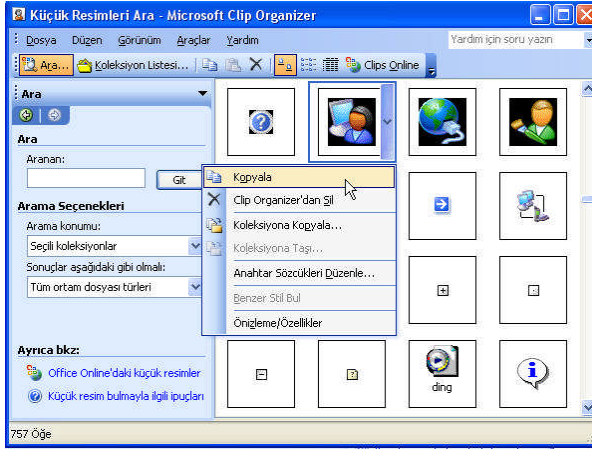 Küçük Resimleri Ara - Microsoft Clip Organizer
Dosya Düzen Görünüm Araçlar Yardım
Yardım için soru yazın
Ara... Koleksiyon Listesi... Clips Online
Ara
Ara
Aranan:
Git
Arama Seçenekleri
Arama konumu:
Seçili koleksiyonlar
Sonuçlar aşağıdaki gibi olmalı:
Tüm ortam dosyası türleri
Ayrıca bkz:
Office Online'daki küçük resimler
Küçük resim bulmayla ilgili ipuçları
Kopyala
Clip Organizer'dan Sil
Koleksiyona Kopyala...
Koleksiyona Taşı...
Anahtar Sözcükleri Düzenle...
Benzer Stil Bul
Önizleme/Özellikler
ding
757 Öğe